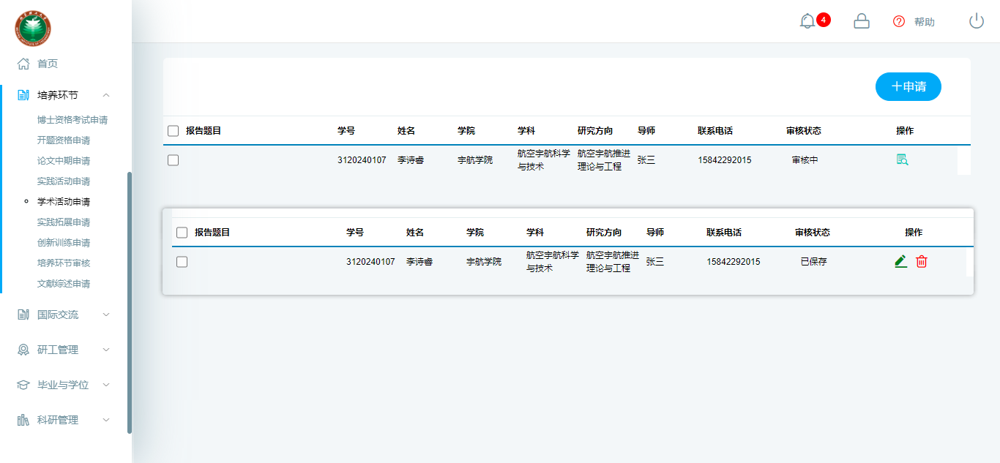 4
帮助
首页
培养环节
博士资格考试申请
开题资格申请
论文中期申请
实践活动申请
学术活动申请
实践拓展申请
创新训练申请
培养环节审核
文献综述申请
国际交流
研工管理
毕业与学位
科研管理
十申请
报告题目 学号 姓名 学院 学科 研究方向 导师 联系电话 审核状态 操作
3120240107 李诗睿 宇航学院 航空宇航科学与技术 航空宇航推进理论与工程 张三 15842292015 审核中
报告题目 学号 姓名 学院 学科 研究方向 导师 联系电话 审核状态 操作
3120240107 李诗睿 宇航学院 航空宇航科学与技术 航空宇航推进理论与工程 张三 15842292015 已保存